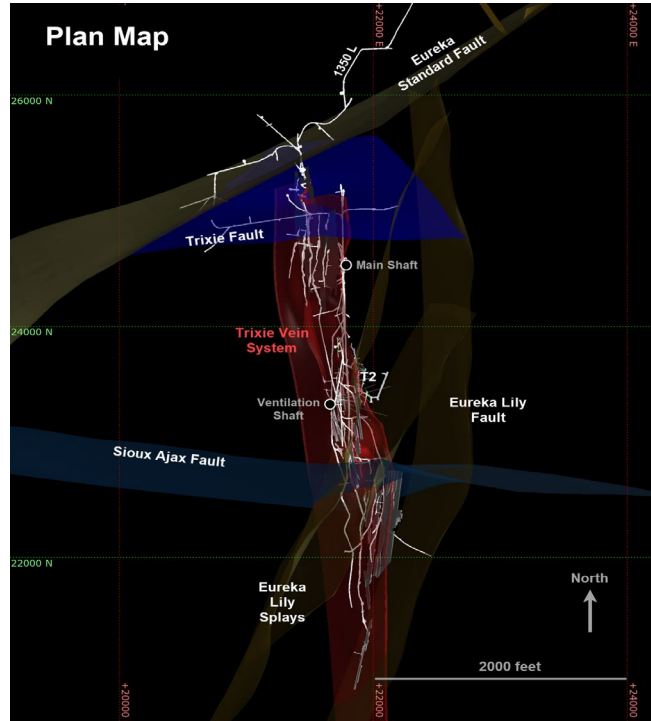 Plan Map
+22000 E
+24000 E
1350 L
Eureka
Standard Fault
26000 N
Trixie Fault
Main Shaft
24000 N
Trixie Vein
System
T2
Ventilation
Shaft
Eureka Lily
Fault
Sioux Ajax Fault
22000 N
Eureka
Lily
Splays
North
2000 feet
+20000
+22000
+24000